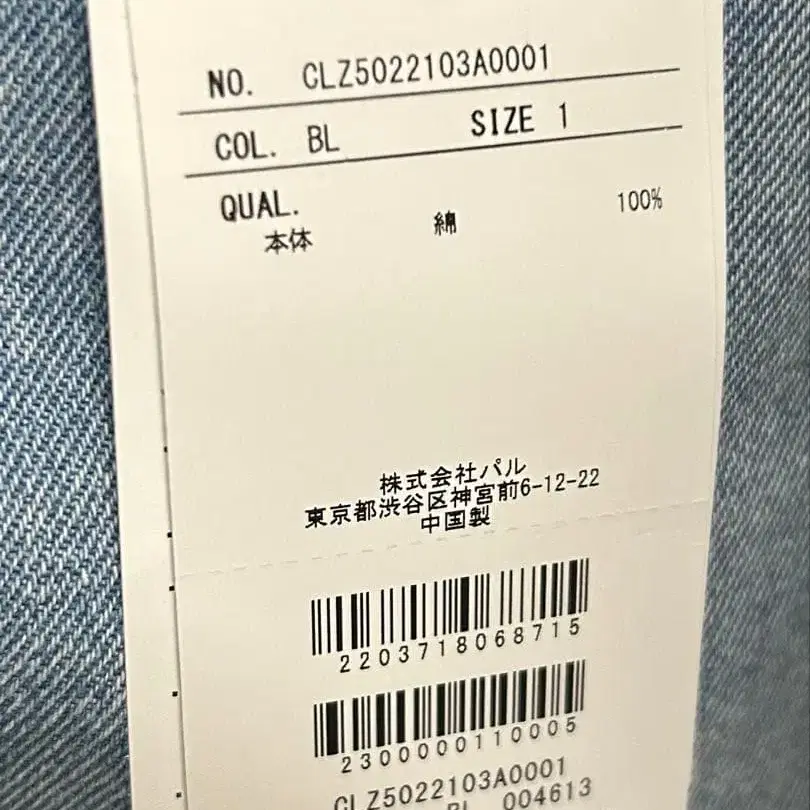 NO. CLZ5022103A0001
COL. BL SIZE 1
QUAL.
本体 綿 100%
株式会社パル
東京都渋谷区神宮前6-12-22
中国製
2203718068715
2300000110005
CLZ5022103A0001
BL 004613